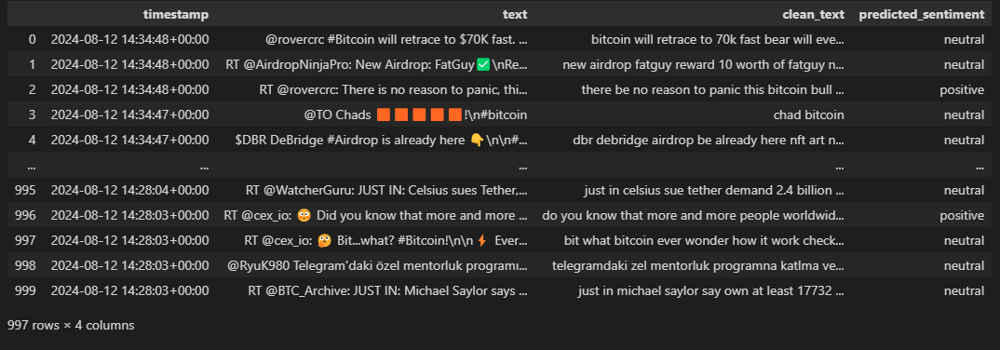 timestamp text clean_text predicted_sentiment
0 2024-08-12 14:34:48+00:00 @rovercrc #Bitcoin will retrace to $70K fast. ... bitcoin will retrace to 70k fast bear will eve... neutral
1 2024-08-12 14:34:48+00:00 RT @AirdropNinjaPro: New Airdrop: FatGuy✅\nRe... new airdrop fatguy reward 10 worth of fatguy n... neutral
2 2024-08-12 14:34:48+00:00 RT @rovercrc: There is no reason to panic, thi... there be no reason to panic this bitcoin bull ... positive
3 2024-08-12 14:34:47+00:00 @TO Chads 🟧🟧🟧🟧🟧!\n#bitcoin chad bitcoin neutral
4 2024-08-12 14:34:47+00:00 $DBR DeBridge #Airdrop is already here 👇\n\n#... dbr debridge airdrop be already here nft art n... neutral
... ... ... ... ...
995 2024-08-12 14:28:04+00:00 RT @WatcherGuru: JUST IN: Celsius sues Tether,... just in celsius sue tether demand 2.4 billion ... neutral
996 2024-08-12 14:28:03+00:00 RT @cex_io: 😳 Did you know that more and more ... do you know that more and more people worldwid... positive
997 2024-08-12 14:28:03+00:00 RT @cex_io: 🤔 Bit...what? #Bitcoin!\n\n⚡ Ever... bit what bitcoin ever wonder how it work check... neutral
998 2024-08-12 14:28:03+00:00 @RyuK980 Telegram'daki özel mentorluk programı... telegramdaki zel mentorluk programna katlma ve... neutral
999 2024-08-12 14:28:03+00:00 RT @BTC_Archive: JUST IN: Michael Saylor says ... just in michael saylor say own at least 17732 ... neutral
997 rows × 4 columns